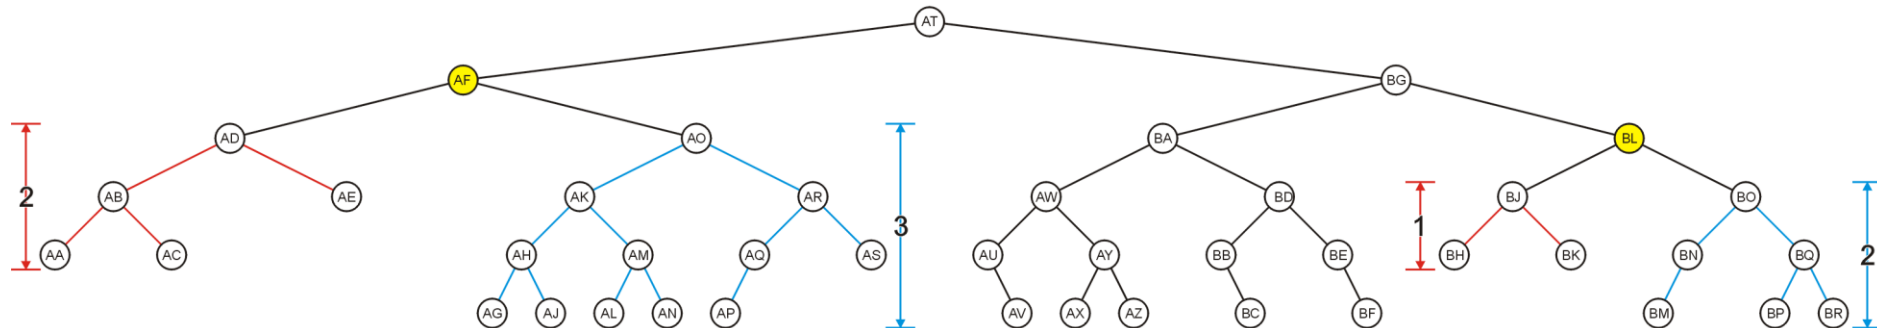 AT
AF BG
AD AO BA BL
2 AB AE AK AR 3 AW BD 1 BJ BO
AA AC AH AM AQ AS AU AY BB BE BH BK BN BQ 2
AG AJ AL AN AP AV AX AZ BC BF BM BP BR